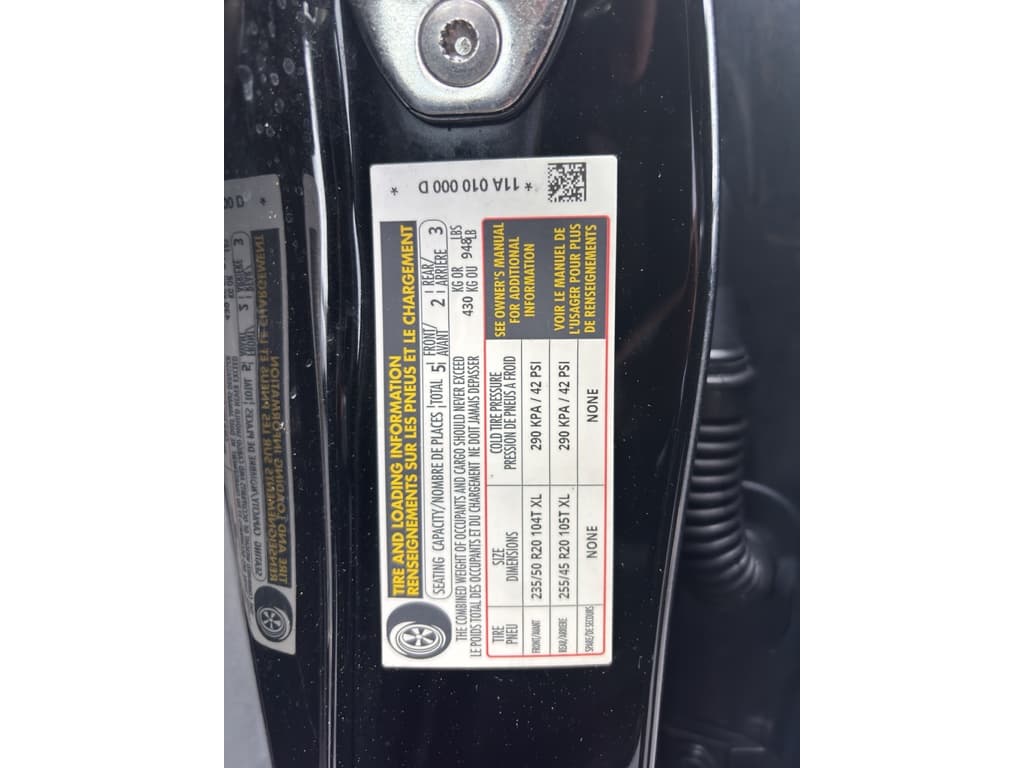 * 11A 010 000 D *
TIRE AND LOADING INFORMATION
RENSEIGNEMENTS SUR LES PNEUS ET LE CHARGEMENT
SEATING CAPACITY/NOMBRE DE PLACES TOTAL 5 FRONT/AVANT 2 REAR/ARRIÈRE 3
THE COMBINED WEIGHT OF OCCUPANTS AND CARGO SHOULD NEVER EXCEED 430 KG OR 948 LBS
LE POIDS TOTAL DES OCCUPANTS ET DU CHARGEMENT NE DOIT JAMAIS DÉPASSER KG OU LB
TIRE SIZE COLD TIRE PRESSURE
PNEU DIMENSIONS PRESSION DE PNEUS À FROID
FRONT/AVANT 235/50 R20 104T XL 290 KPA / 42 PSI
REAR/ARRIÈRE 255/45 R20 105T XL 290 KPA / 42 PSI
SPARE/DE SECOURS NONE NONE
SEE OWNER'S MANUAL
FOR ADDITIONAL
INFORMATION
VOIR LE MANUEL DE
L'USAGER POUR PLUS
DE RENSEIGNEMENTS